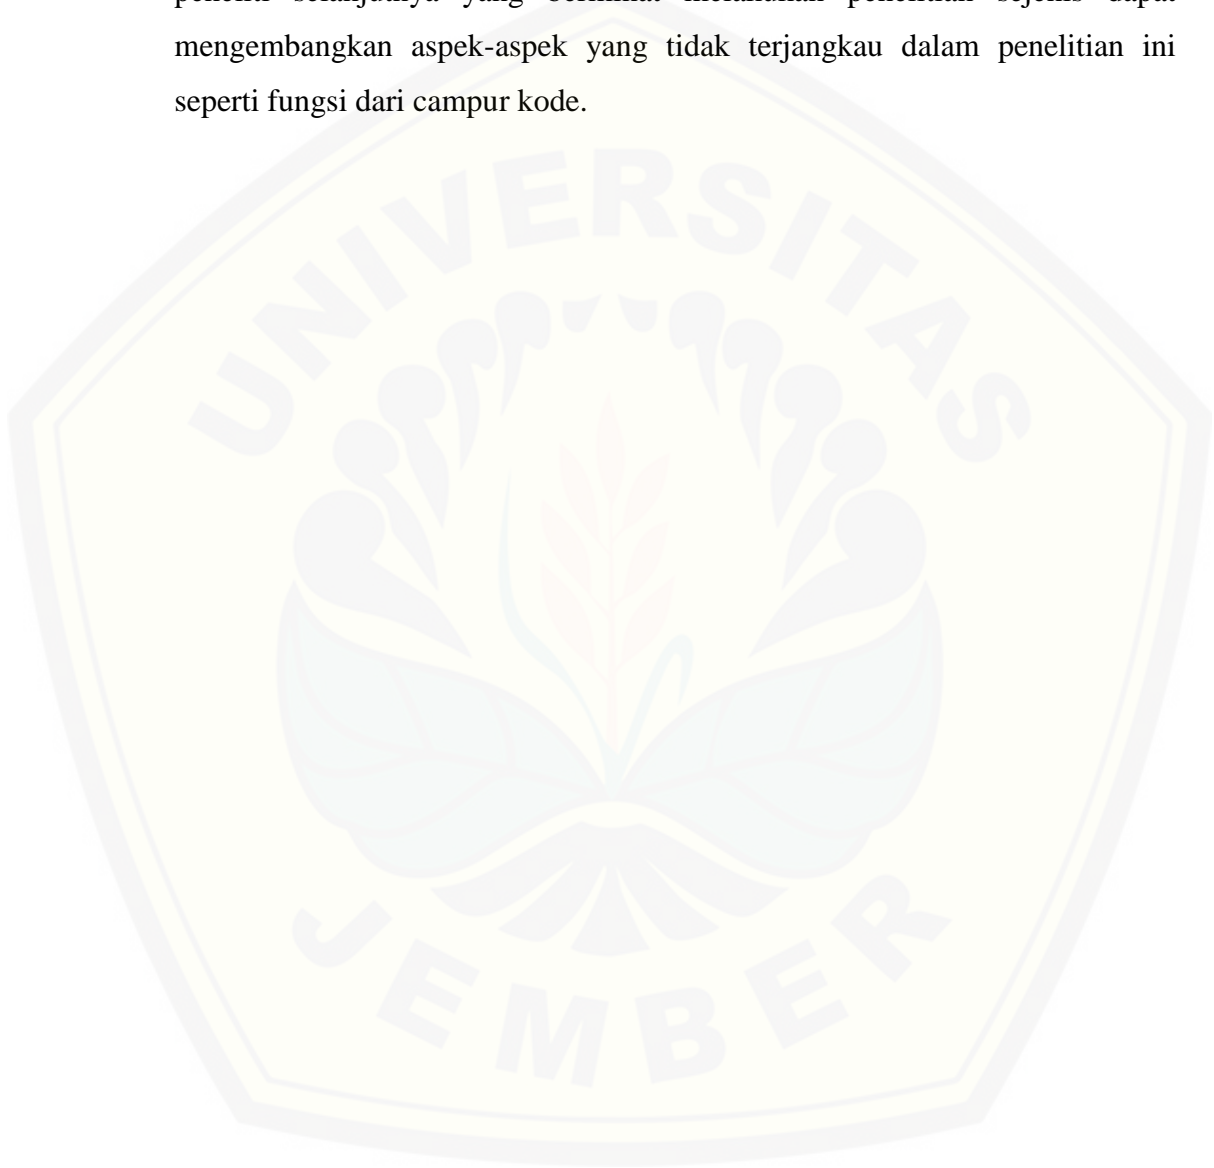 peneliti selanjutnya yang berminat melakukan penelitian sejenis dapat
mengembangkan aspek-aspek yang tidak terjangkau dalam penelitian ini
seperti fungsi dari campur kode.
UNIVERSITAS
JEMBER